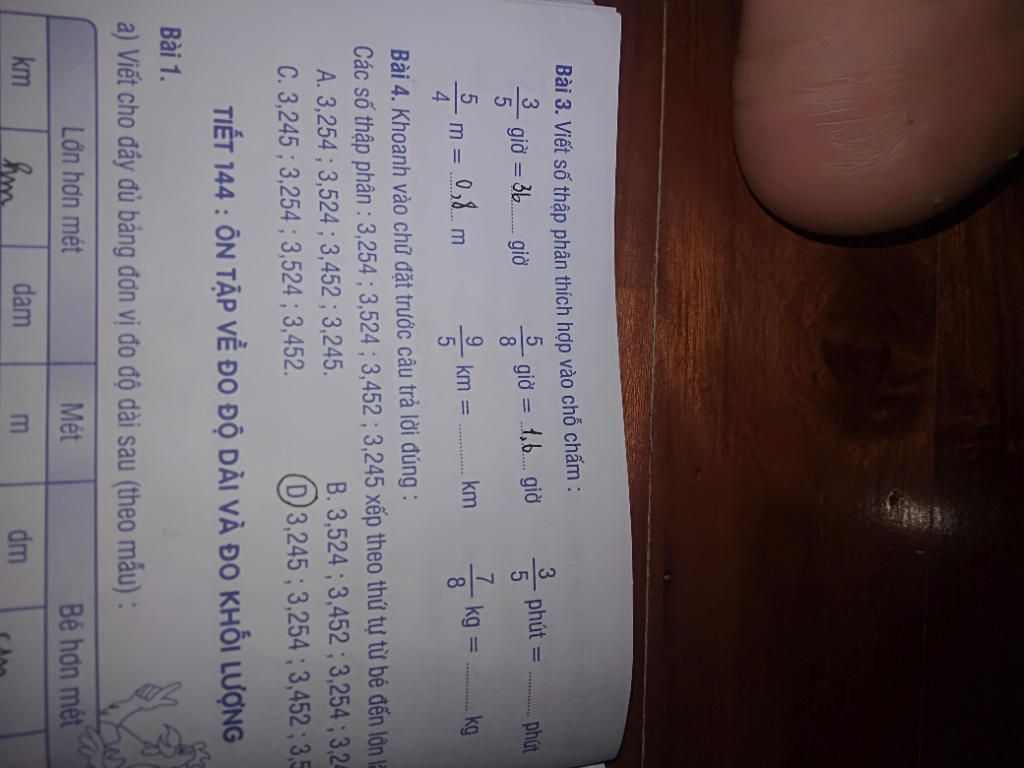 Bài 3. Viết số thập phân thích hợp vào chỗ chấm :
3/5 giờ = 36 giờ 5/8 giờ = 1,6 giờ 3/5 phút = ............ phút
5/4 m = 0,8 m 9/5 km = ............ km 7/8 kg = ............ kg
Bài 4. Khoanh vào chữ đặt trước câu trả lời đúng :
Các số thập phân : 3,254 ; 3,524 ; 3,452 ; 3,245 xếp theo thứ tự từ bé đến lớn
A. 3,254 ; 3,524 ; 3,452 ; 3,245. B. 3,524 ; 3,452 ; 3,254 ; 3,24
C. 3,245 ; 3,254 ; 3,524 ; 3,452. D 3,245 ; 3,254 ; 3,452 ; 3,5
TIẾT 144 : ÔN TẬP VỀ ĐO ĐỘ DÀI VÀ ĐO KHỐI LƯỢNG
Bài 1.
a) Viết cho đầy đủ bảng đơn vị đo độ dài sau (theo mẫu) :
Lớn hơn mét Mét Bé hơn mét
km hm dam m dm cm